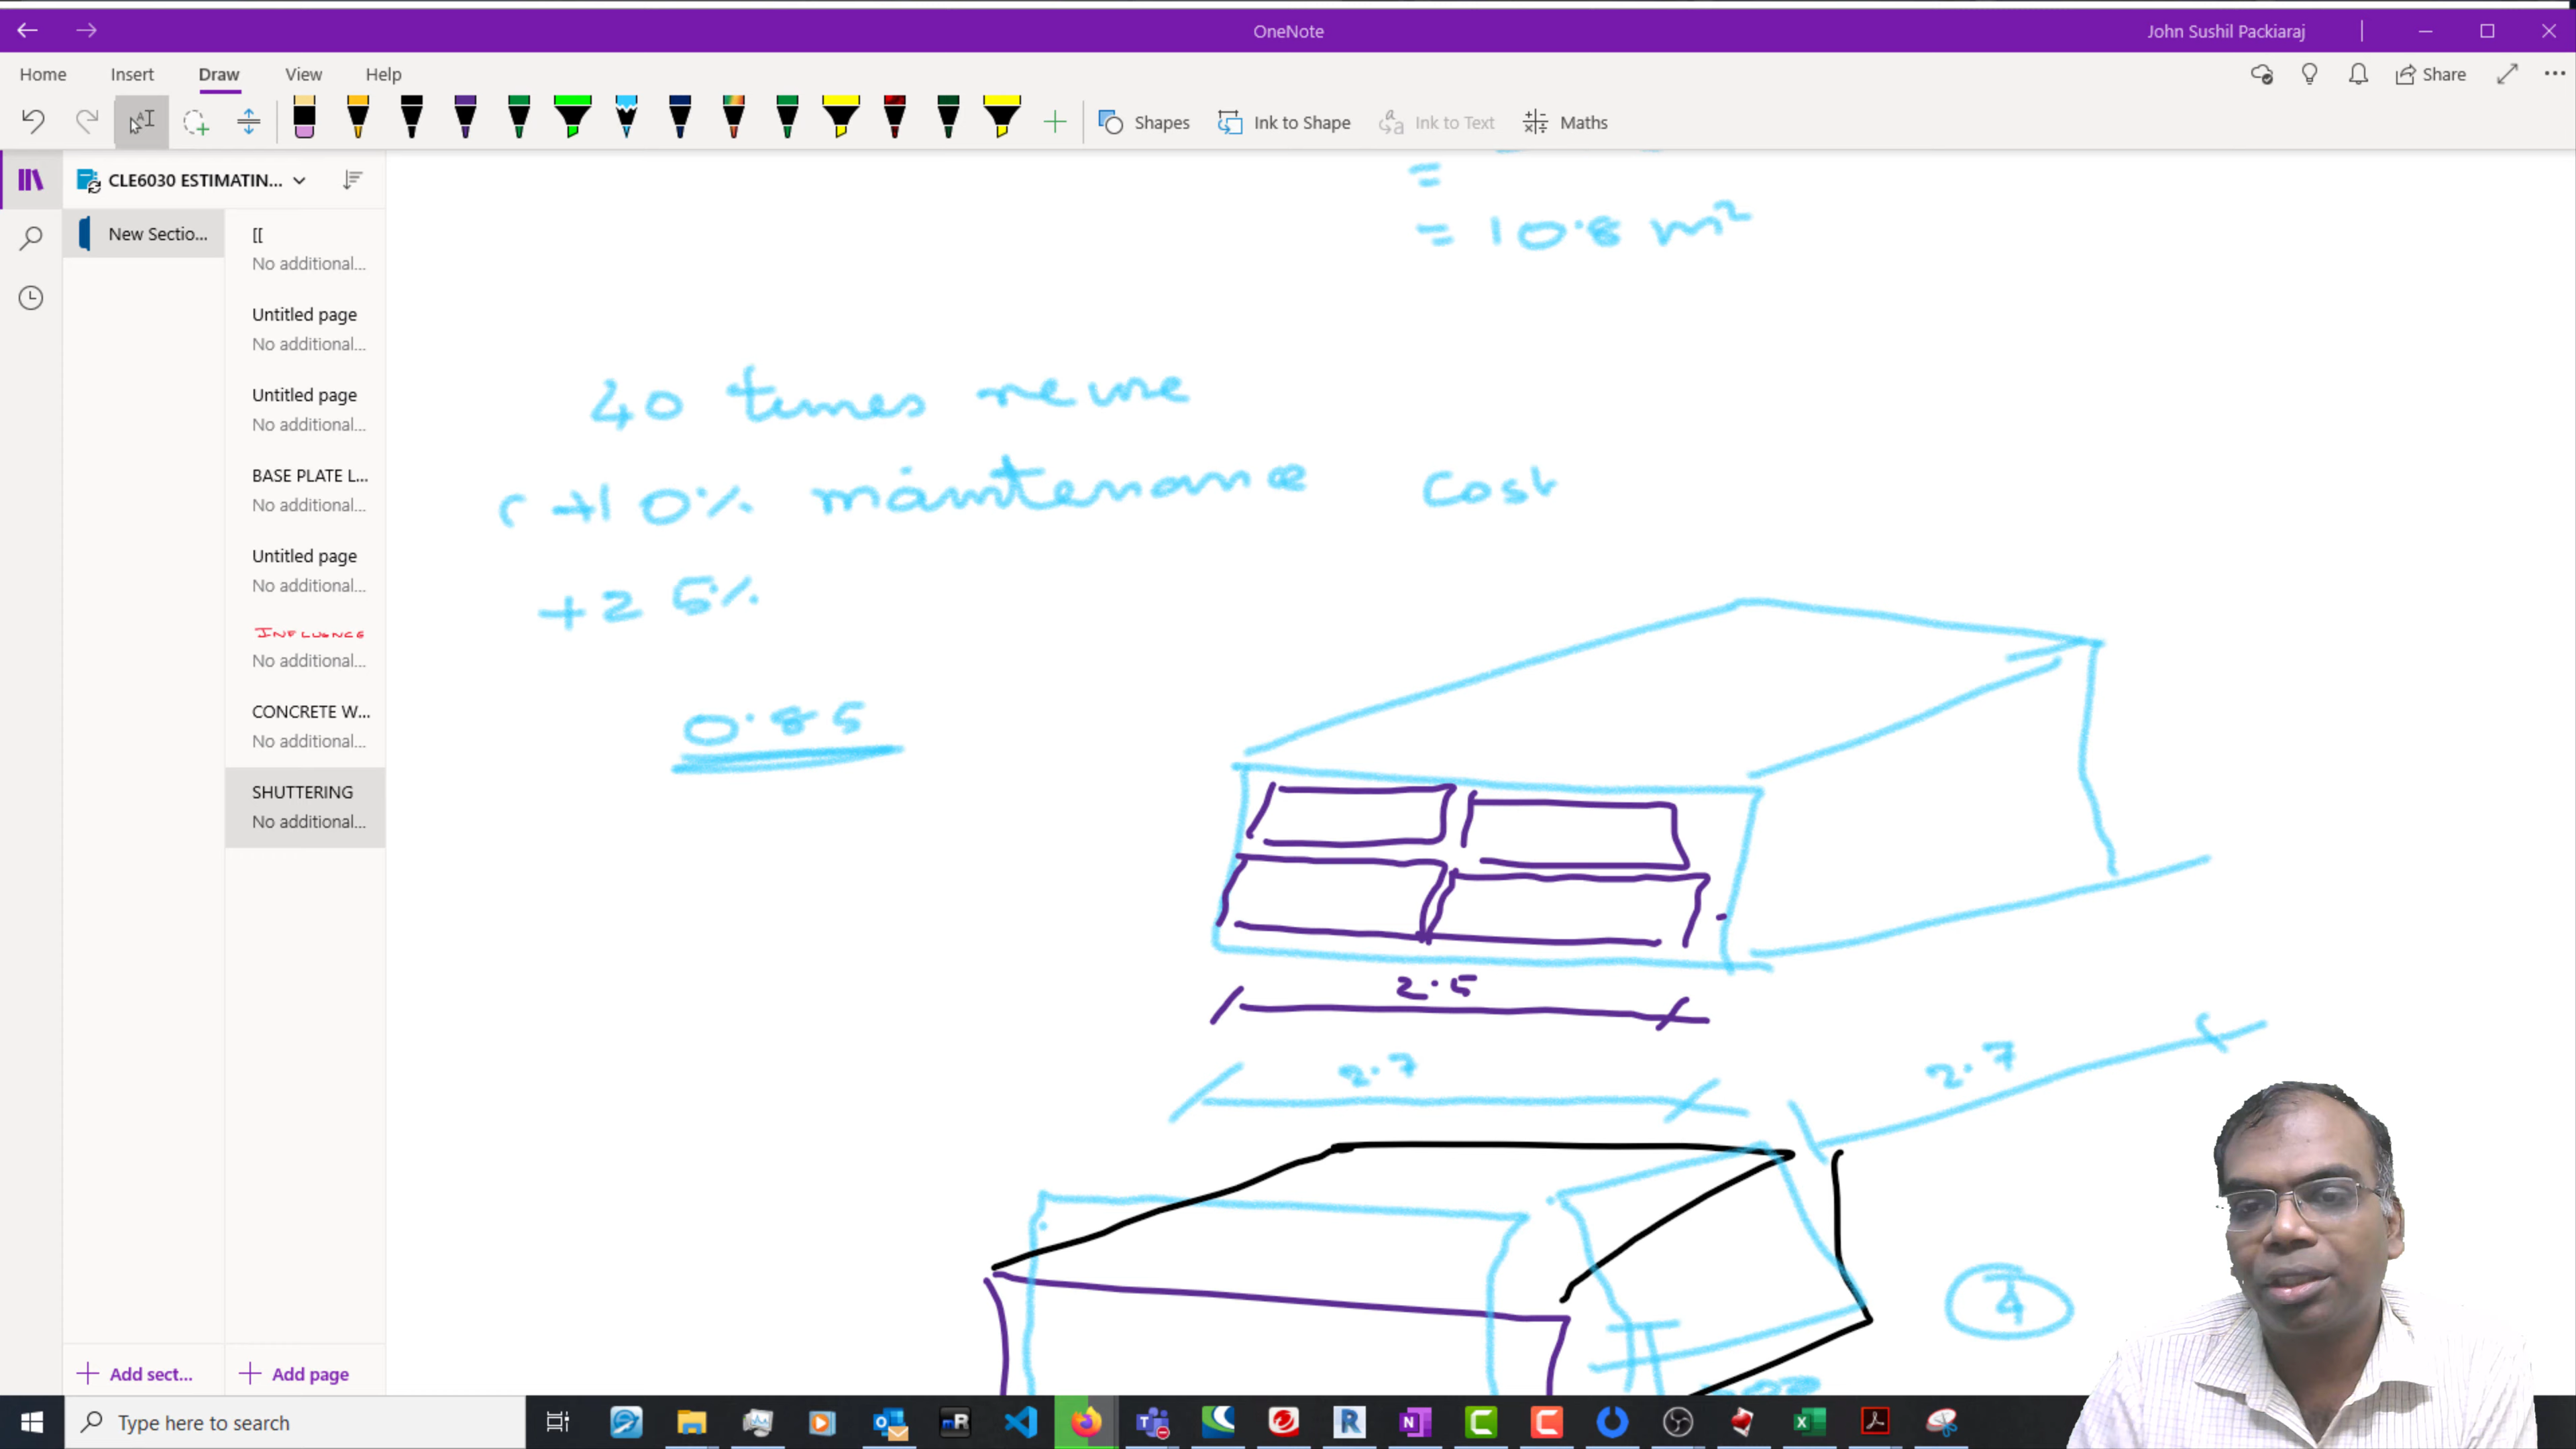 OneNote
John Sushil Packiaraj
Home
Insert
Draw
View
Help
Share
Shapes
Ink to Shape
Ink to Text
Maths
CLE6030 ESTIMATIN...
New Sectio...
[[
No additional...
Untitled page
No additional...
Untitled page
No additional...
BASE PLATE L...
No additional...
Untitled page
No additional...
INFLUENCE
No additional...
CONCRETE W...
No additional...
SHUTTERING
No additional...
Add sect...
Add page
=
= 10.8 m²
40 times reuse
(+10% maintenance cost
+25%
0.85
2.5
2.7
2.7
4
Type here to search